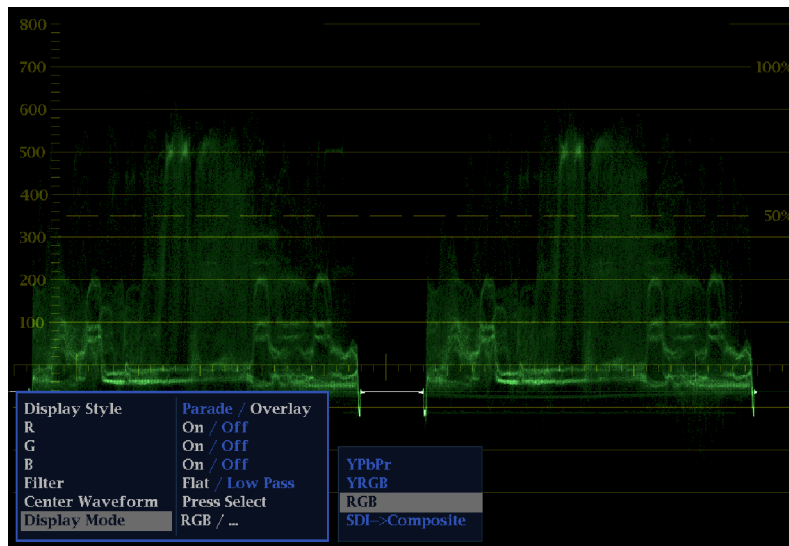 800
700
100%
600
500
400
50%
300
200
100
Display Style Parade / Overlay
R On / Off
G On / Off
B On / Off
Filter Flat / Low Pass
Center Waveform Press Select
Display Mode RGB / ...
YPbPr
YRGB
RGB
SDI->Composite